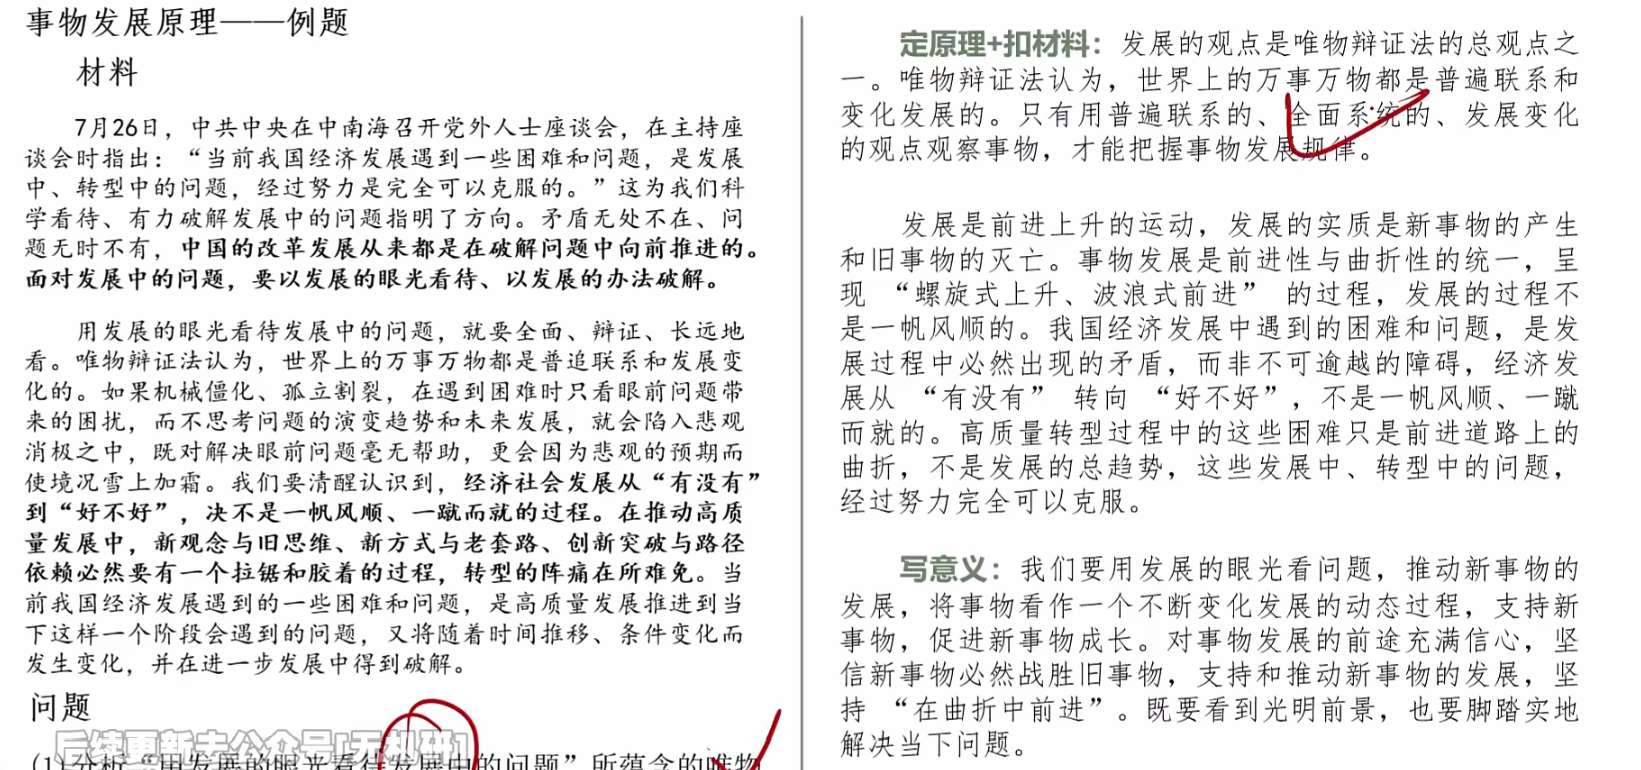 事物发展原理——例题
材料
7月26日，中共中央在中南海召开党外人士座谈会，在主持座
谈会时指出：“当前我国经济发展遇到一些困难和问题，是发展
中、转型中的问题，经过努力是完全可以克服的。”这为我们科
学看待、有力破解发展中的问题指明了方向。矛盾无处不在、问
题无时不有，中国的改革发展从来都是在破解问题中向前推进的。
面对发展中的问题，要以发展的眼光看待、以发展的办法破解。
用发展的眼光看待发展中的问题，就要全面、辩证、长远地
看。唯物辩证法认为，世界上的万事万物都是普追联系和发展变
化的。如果机械僵化、孤立割裂，在遇到困难时只看眼前问题带
来的困扰，而不思考问题的演变趋势和未来发展，就会陷入悲观
消极之中，既对解决眼前问题毫无帮助，更会因为悲观的预期而
使境况雪上加霜。我们要清醒认识到，经济社会发展从“有没有”
到“好不好”，决不是一帆风顺、一蹴而就的过程。在推动高质
量发展中，新观念与旧思维、新方式与老套路、创新突破与路径
依赖必然要有一个拉锯和胶着的过程，转型的阵痛在所难免。当
前我国经济发展遇到的一些困难和问题，是高质量发展推进到当
下这样一个阶段会遇到的问题，又将随着时间推移、条件变化而
发生变化，并在进一步发展中得到破解。
问题
后续更新去公众号[无机研]
(1)分析“用发展的眼光看待发展中的问题”所蕴含的唯物
定原理+扣材料：发展的观点是唯物辩证法的总观点之
一。唯物辩证法认为，世界上的万事万物都是普遍联系和
变化发展的。只有用普遍联系的、全面系统的、发展变化
的观点观察事物，才能把握事物发展规律。
发展是前进上升的运动，发展的实质是新事物的产生
和旧事物的灭亡。事物发展是前进性与曲折性的统一，呈
现 “螺旋式上升、波浪式前进” 的过程，发展的过程不
是一帆风顺的。我国经济发展中遇到的困难和问题，是发
展过程中必然出现的矛盾，而非不可逾越的障碍，经济发
展从 “有没有” 转向 “好不好”，不是一帆风顺、一蹴
而就的。高质量转型过程中的这些困难只是前进道路上的
曲折，不是发展的总趋势，这些发展中、转型中的问题，
经过努力完全可以克服。
写意义：我们要用发展的眼光看问题，推动新事物的
发展，将事物看作一个不断变化发展的动态过程，支持新
事物，促进新事物成长。对事物发展的前途充满信心，坚
信新事物必然战胜旧事物，支持和推动新事物的发展，坚
持 “在曲折中前进”。既要看到光明前景，也要脚踏实地
解决当下问题。